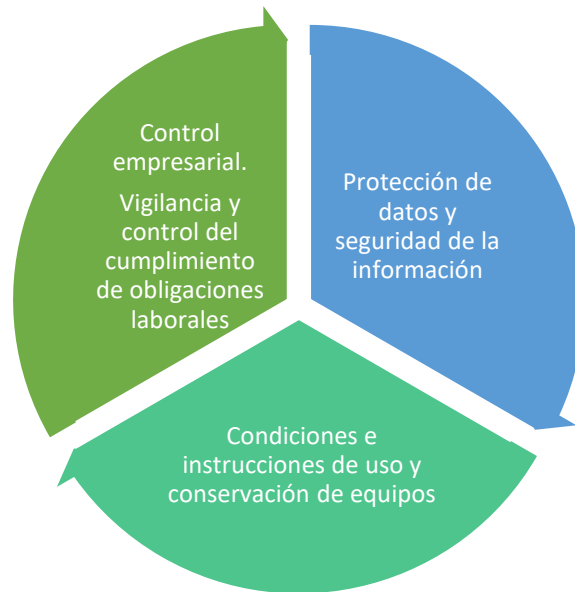 Control
empresarial.
Vigilancia y
control del
cumplimiento
de obligaciones
laborales
Protección de
datos y
seguridad de la
información
Condiciones e
instrucciones de uso y
conservación de equipos